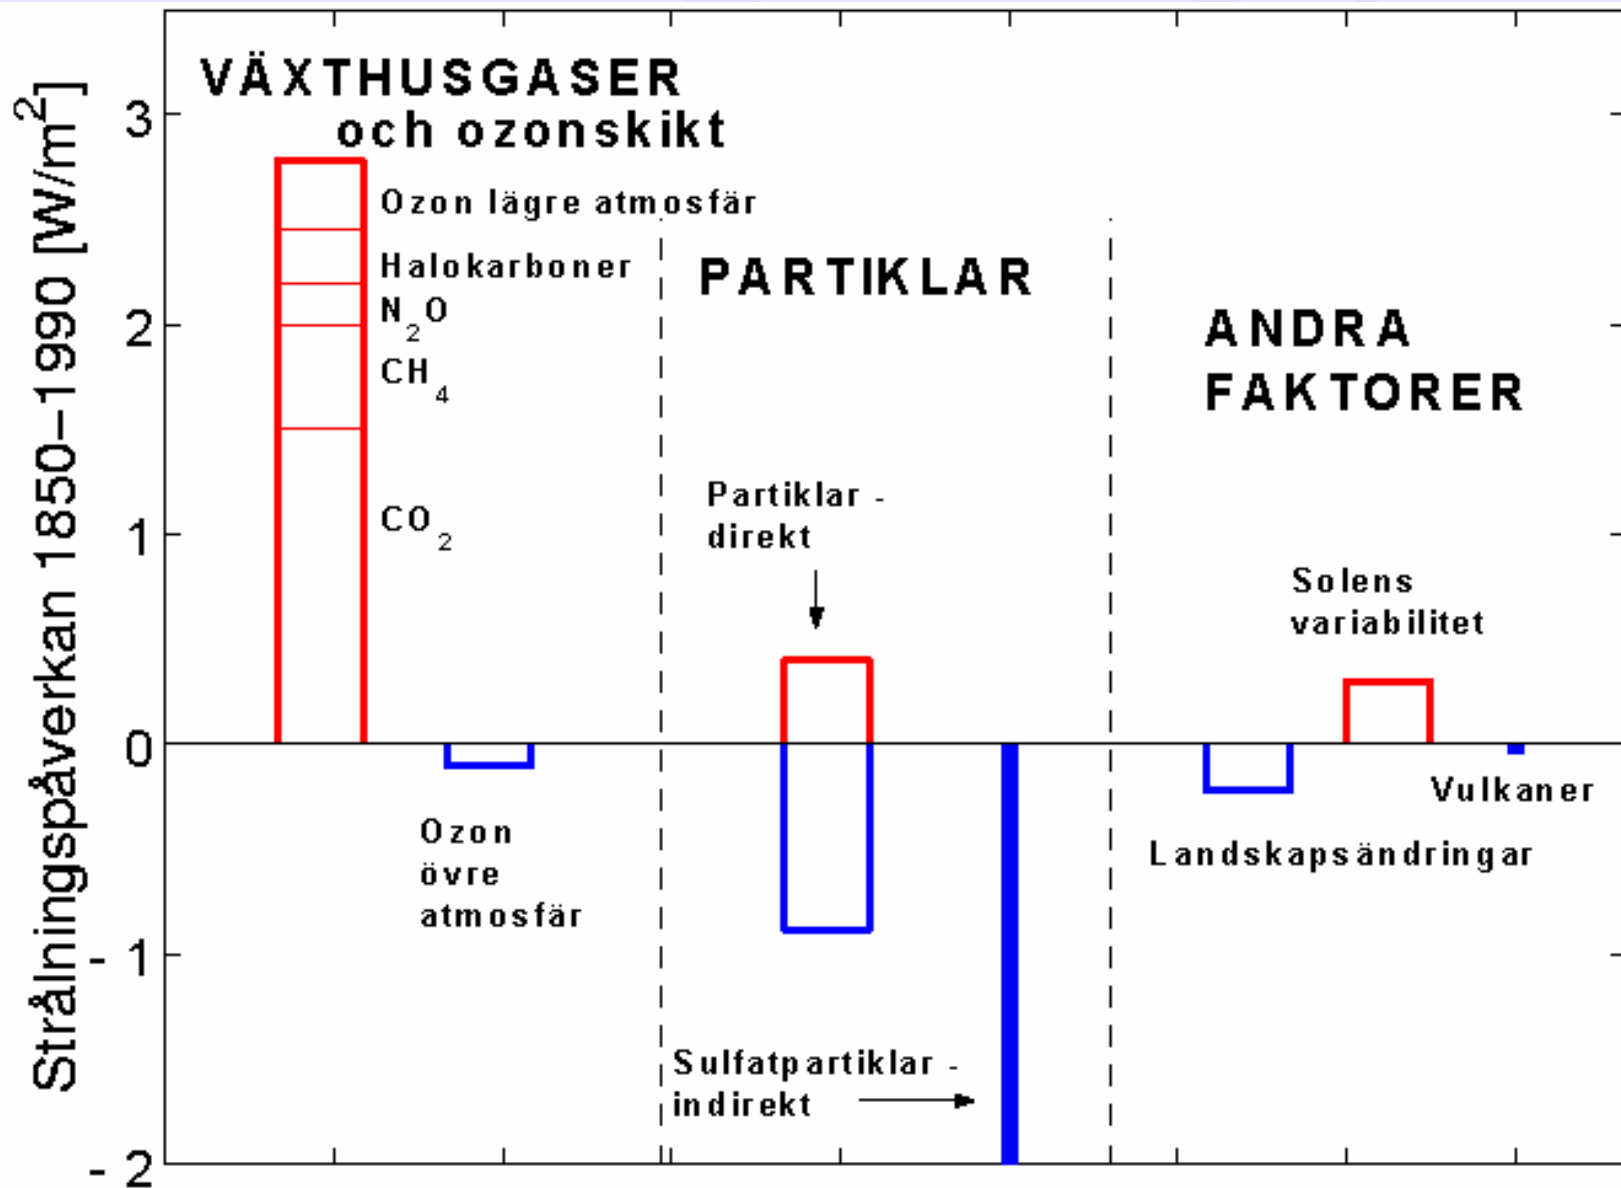 Strålningspåverkan 1850–1990 [W/m²]
3
2
1
0
- 1
- 2
VÄXTHUSGASER
och ozonskikt
Ozon lägre atmosfär
Halokarboner
N₂O
CH₄
CO₂
Ozon
övre
atmosfär
PARTIKLAR
Partiklar -
direkt
Sulfatpartiklar -
indirekt
ANDRA
FAKTORER
Solens
variabilitet
Vulkaner
Landskapsändringar